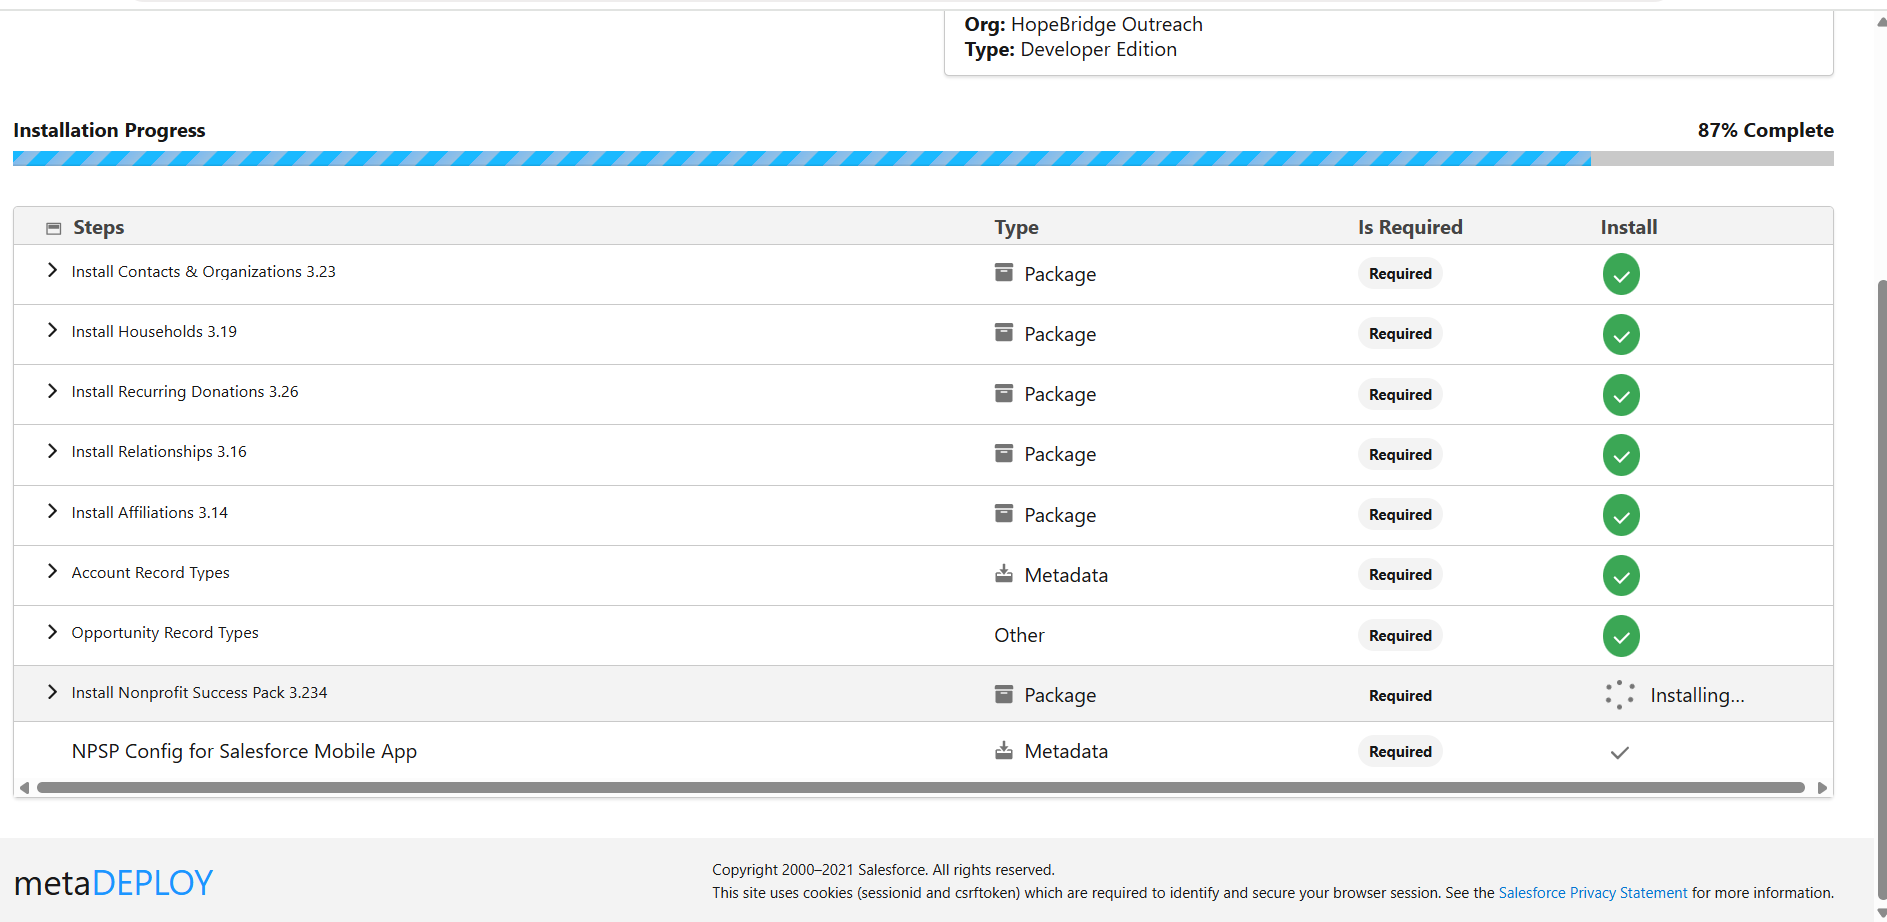 Org: HopeBridge Outreach
Type: Developer Edition
Installation Progress 87% Complete
Steps Type Is Required Install
Install Contacts & Organizations 3.23 Package Required
Install Households 3.19 Package Required
Install Recurring Donations 3.26 Package Required
Install Relationships 3.16 Package Required
Install Affiliations 3.14 Package Required
Account Record Types Metadata Required
Opportunity Record Types Other Required
Install Nonprofit Success Pack 3.234 Package Required Installing...
NPSP Config for Salesforce Mobile App Metadata Required
metaDEPLOY
Copyright 2000–2021 Salesforce. All rights reserved.
This site uses cookies (sessionid and csrftoken) which are required to identify and secure your browser session. See the Salesforce Privacy Statement for more information.